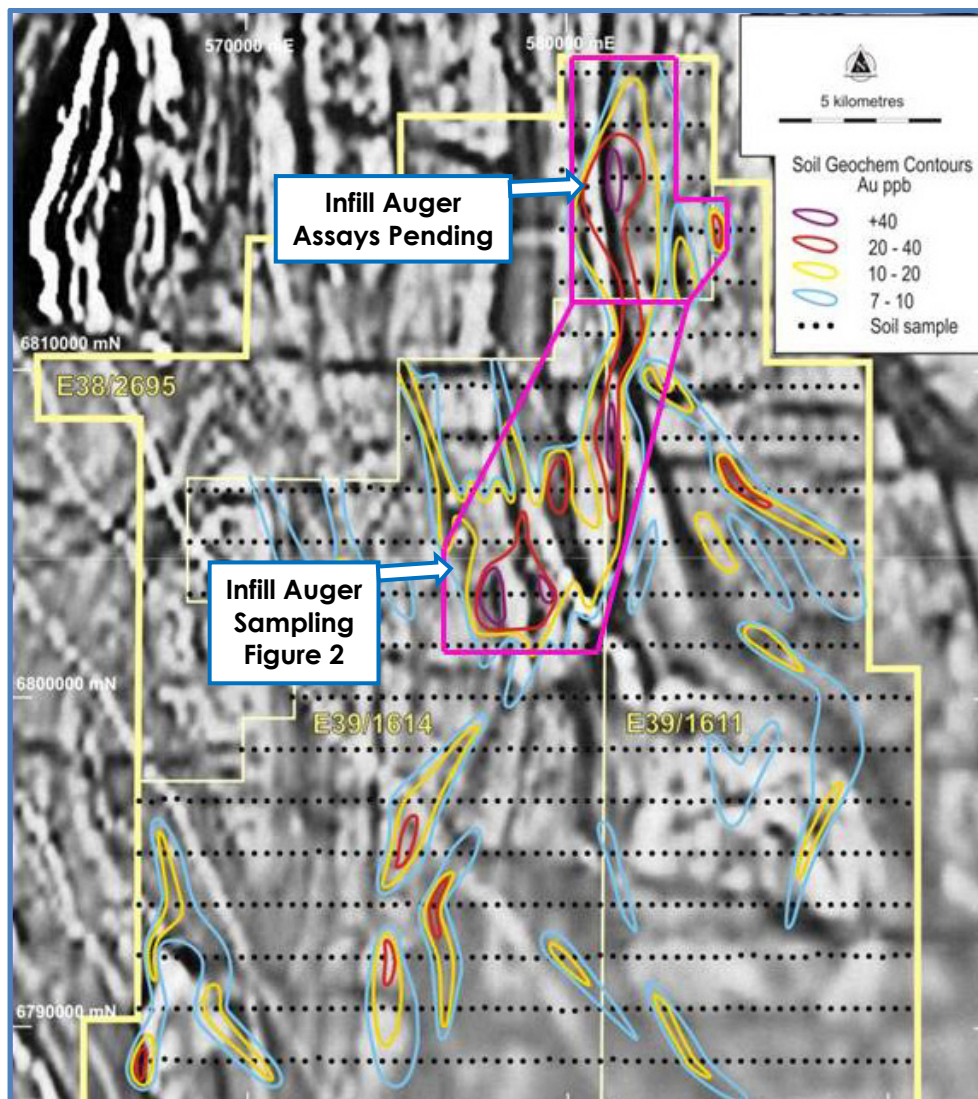 570000 mE
580000 mE
5 kilometres
Soil Geochem Contours
Au ppb
+40
20 - 40
10 - 20
7 - 10
Soil sample
Infill Auger
Assays Pending
6810000 mN
E38/2695
Infill Auger
Sampling
Figure 2
6800000 mN
E39/1614
E39/1611
6790000 mN